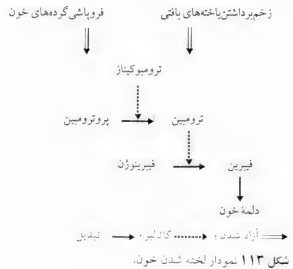 زخم‌برداشتن‌یاخته‌های بافتی
فروپاشی گرده‌های خون
ترومبوکیناز
ترومبین
پروترومبین
فیبرین
فیبرینوژن
دلمهٔ خون
آزاد شدن ؛ کاتالیز ؛ تبدیل
شکل ۱۱۳ نمودار لخته شدن خون.